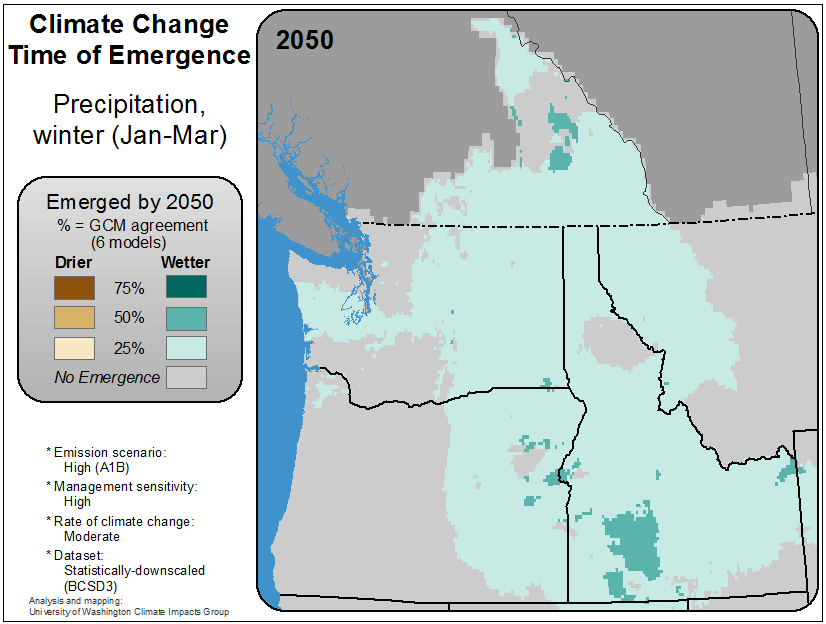 Climate Change
Time of Emergence
Precipitation,
winter (Jan-Mar)
Emerged by 2050
% = GCM agreement
(6 models)
Drier Wetter
75%
50%
25%
No Emergence
* Emission scenario:
High (A1B)
* Management sensitivity:
High
* Rate of climate change:
Moderate
* Dataset:
Statistically-downscaled
(BCSD3)
Analysis and mapping:
University of Washington Climate Impacts Group
2050